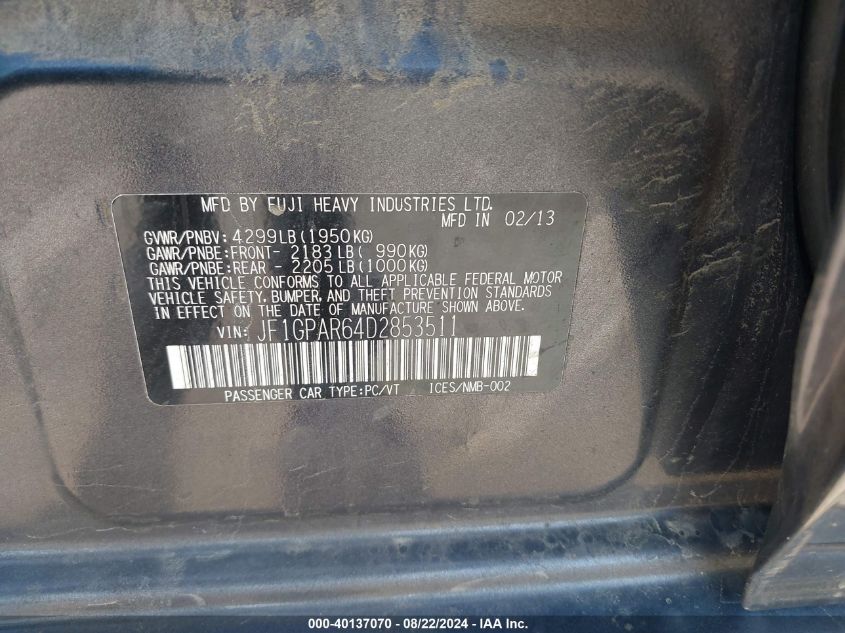 MFD BY FUJI HEAVY INDUSTRIES LTD.
MFD IN 02/13
GVWR/PNBV: 4299LB(1950KG)
GAWR/PNBE:FRONT- 2183LB( 990KG)
GAWR/PNBE:REAR - 2205LB(1000KG)
THIS VEHICLE CONFORMS TO ALL APPLICABLE FEDERAL MOTOR
VEHICLE SAFETY, BUMPER, AND THEFT PREVENTION STANDARDS
IN EFFECT ON THE DATE OF MANUFACTURE SHOWN ABOVE.
VIN: JF1GPAR64D2853511
PASSENGER CAR TYPE:PC/VT ICES/NMB-002
000-40137070 - 08/22/2024 - IAA Inc.